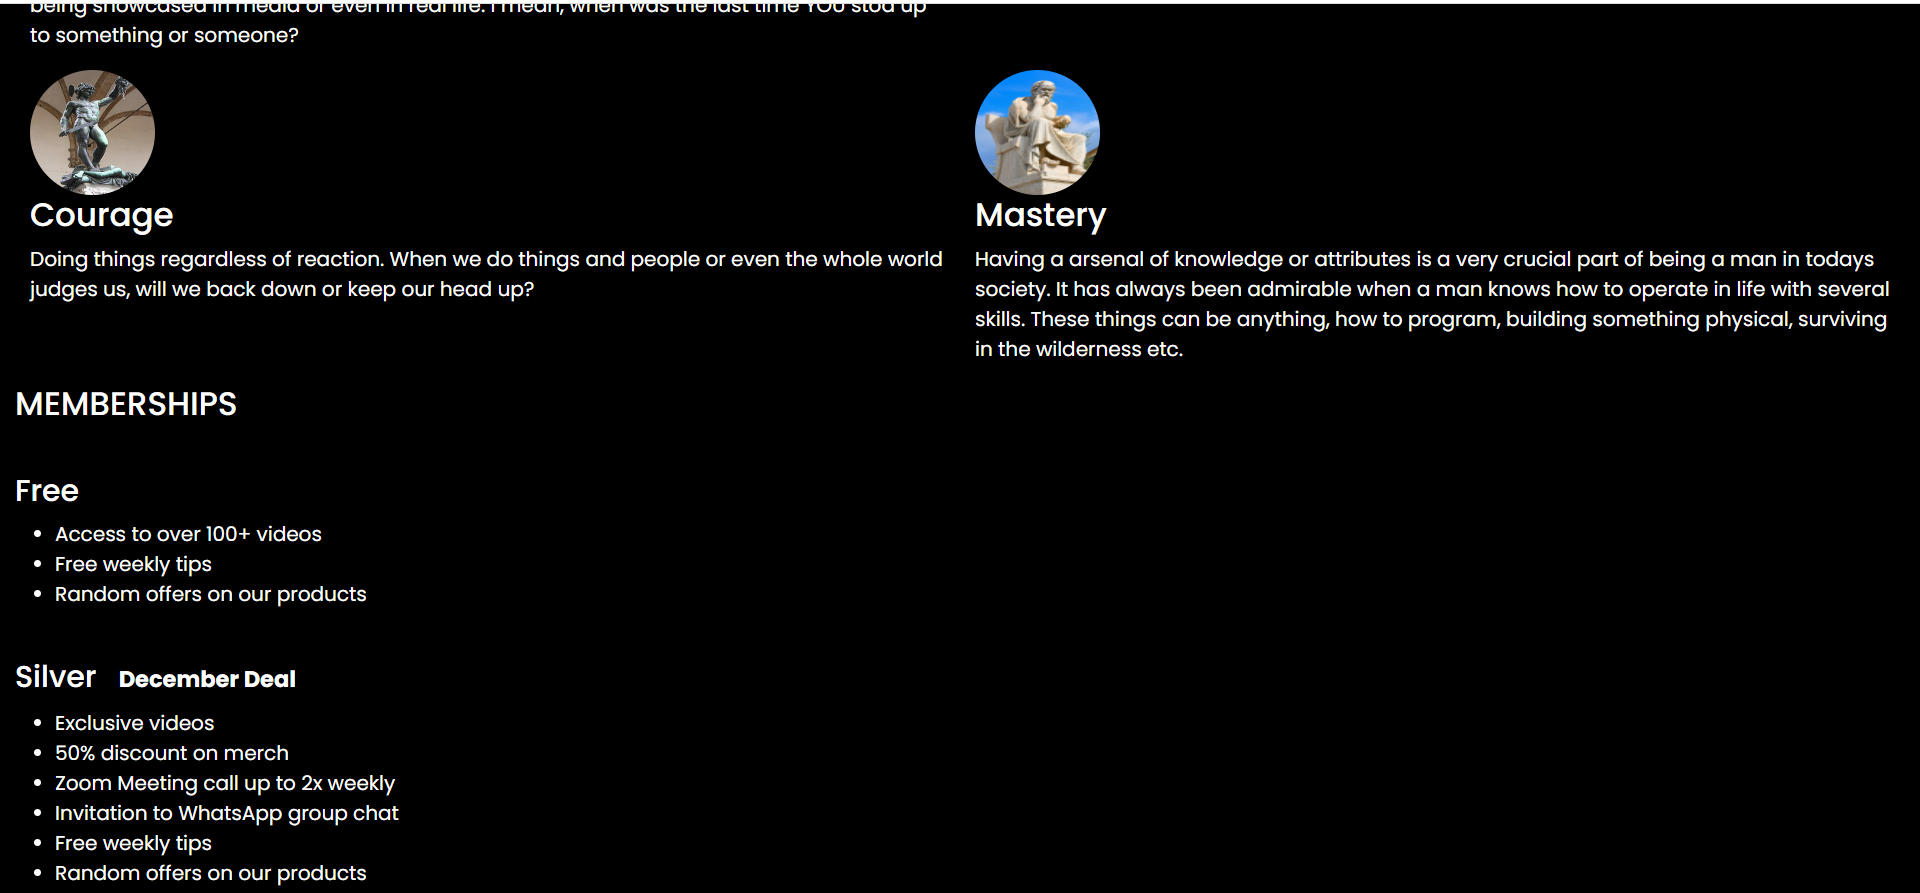 being showcased in media or even in real life. I mean, when was the last time YOU stod up
to something or someone?
Courage
Doing things regardless of reaction. When we do things and people or even the whole world
judges us, will we back down or keep our head up?
Mastery
Having a arsenal of knowledge or attributes is a very crucial part of being a man in todays
society. It has always been admirable when a man knows how to operate in life with several
skills. These things can be anything, how to program, building something physical, surviving
in the wilderness etc.
MEMBERSHIPS
Free
• Access to over 100+ videos
• Free weekly tips
• Random offers on our products
Silver December Deal
• Exclusive videos
• 50% discount on merch
• Zoom Meeting call up to 2x weekly
• Invitation to WhatsApp group chat
• Free weekly tips
• Random offers on our products